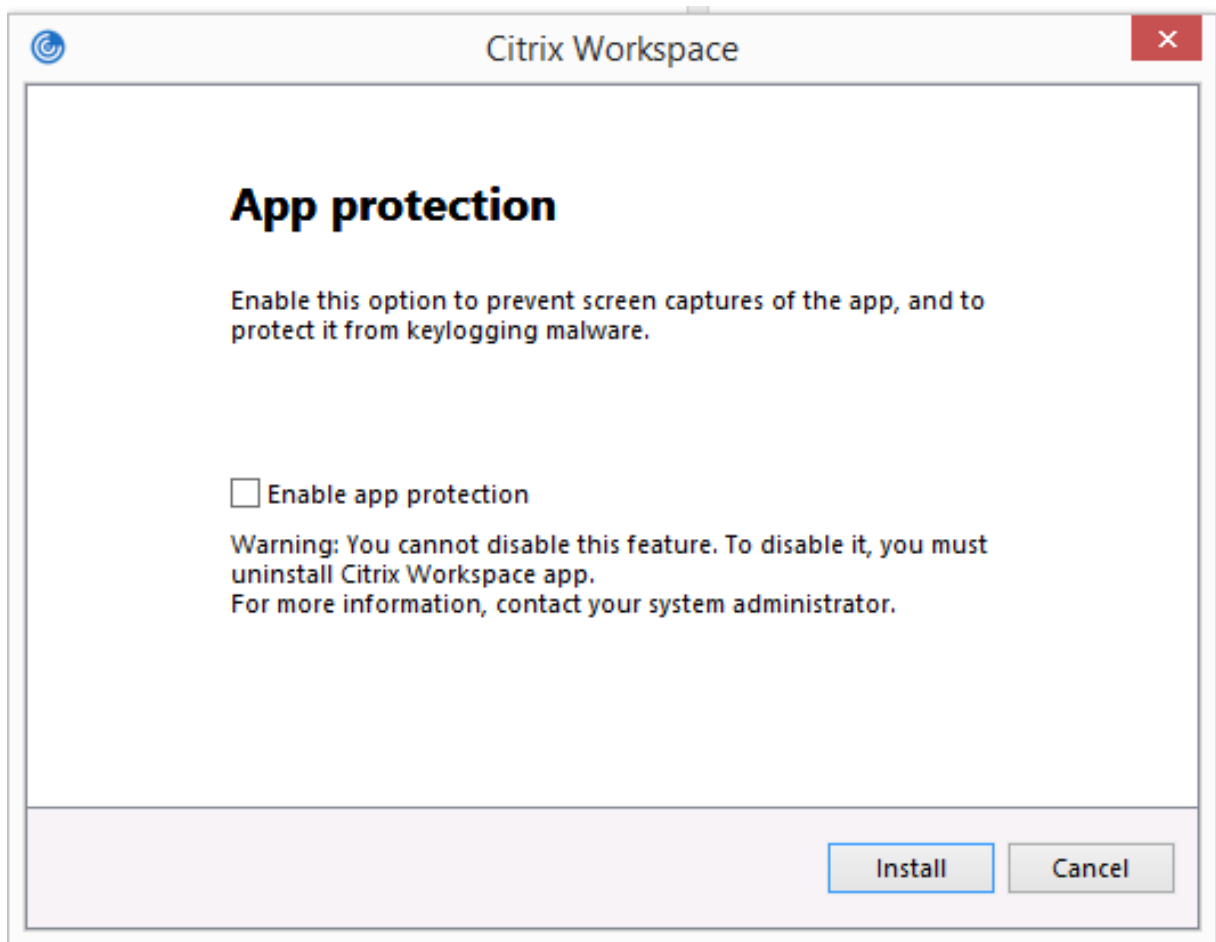 Citrix Workspace
App protection
Enable this option to prevent screen captures of the app, and to
protect it from keylogging malware.
Enable app protection
Warning: You cannot disable this feature. To disable it, you must
uninstall Citrix Workspace app.
For more information, contact your system administrator.
Install
Cancel